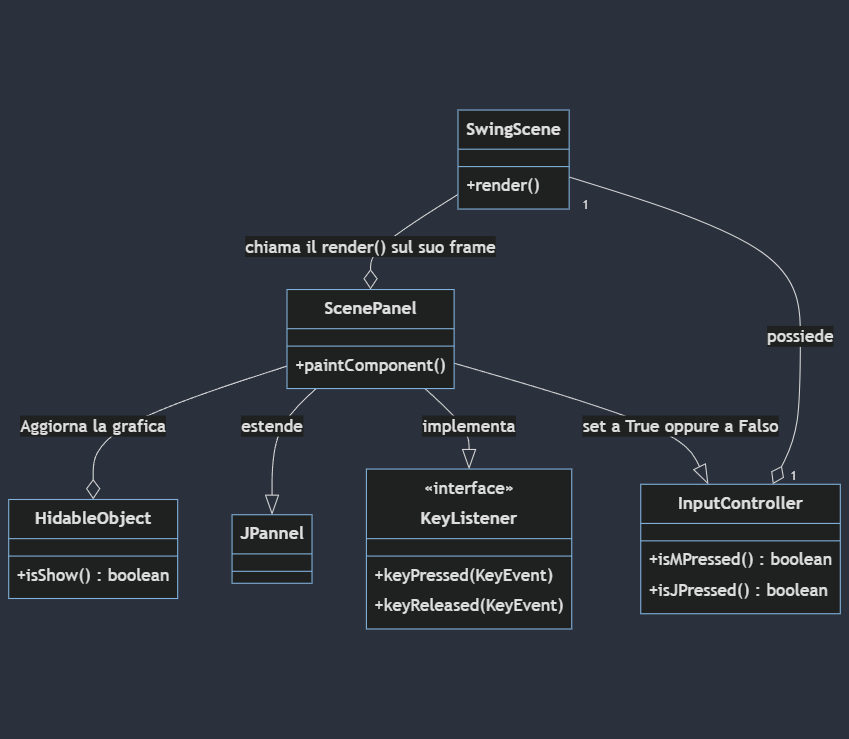 SwingScene
+render()
1
chiama il render() sul suo frame
ScenePanel
+paintComponent()
possiede
Aggiorna la grafica
estende
implementa
set a True oppure a Falso
1
HidableObject
+isShow() : boolean
JPannel
«interface»
KeyListener
+keyPressed(KeyEvent)
+keyReleased(KeyEvent)
InputController
+isMPressed() : boolean
+isJPressed() : boolean